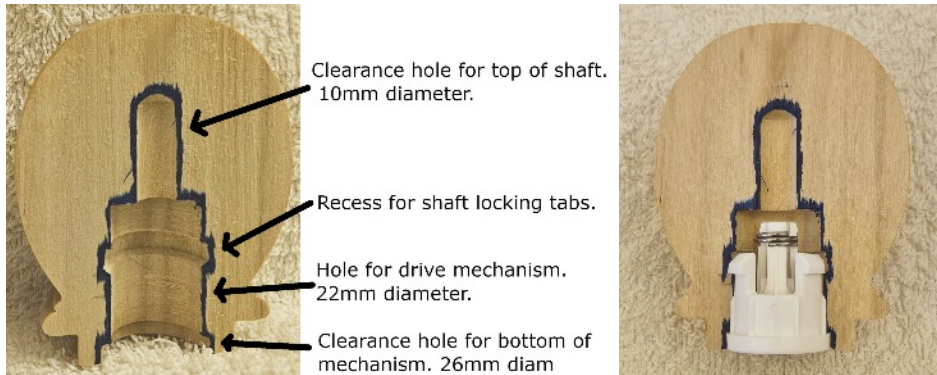 Clearance hole for top of shaft.
10mm diameter.
Recess for shaft locking tabs.
Hole for drive mechanism.
22mm diameter.
Clearance hole for bottom of
mechanism. 26mm diam